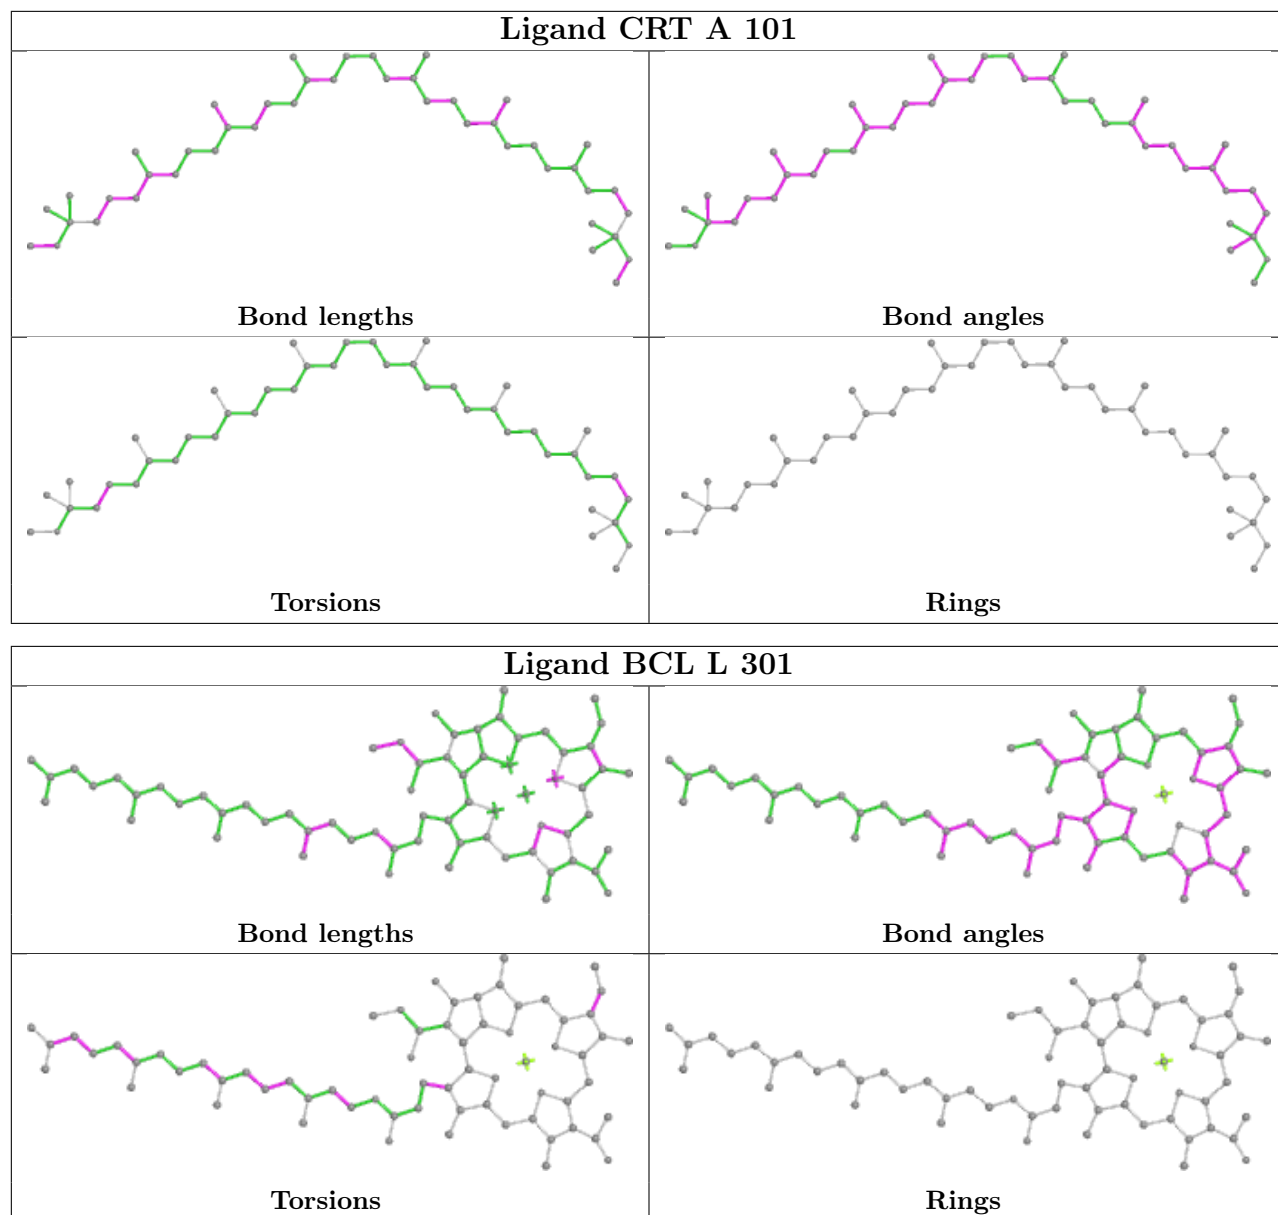 Ligand CRT A 101
Bond lengths
Bond angles
Torsions
Rings
Ligand BCL L 301
Bond lengths
Bond angles
Torsions
Rings